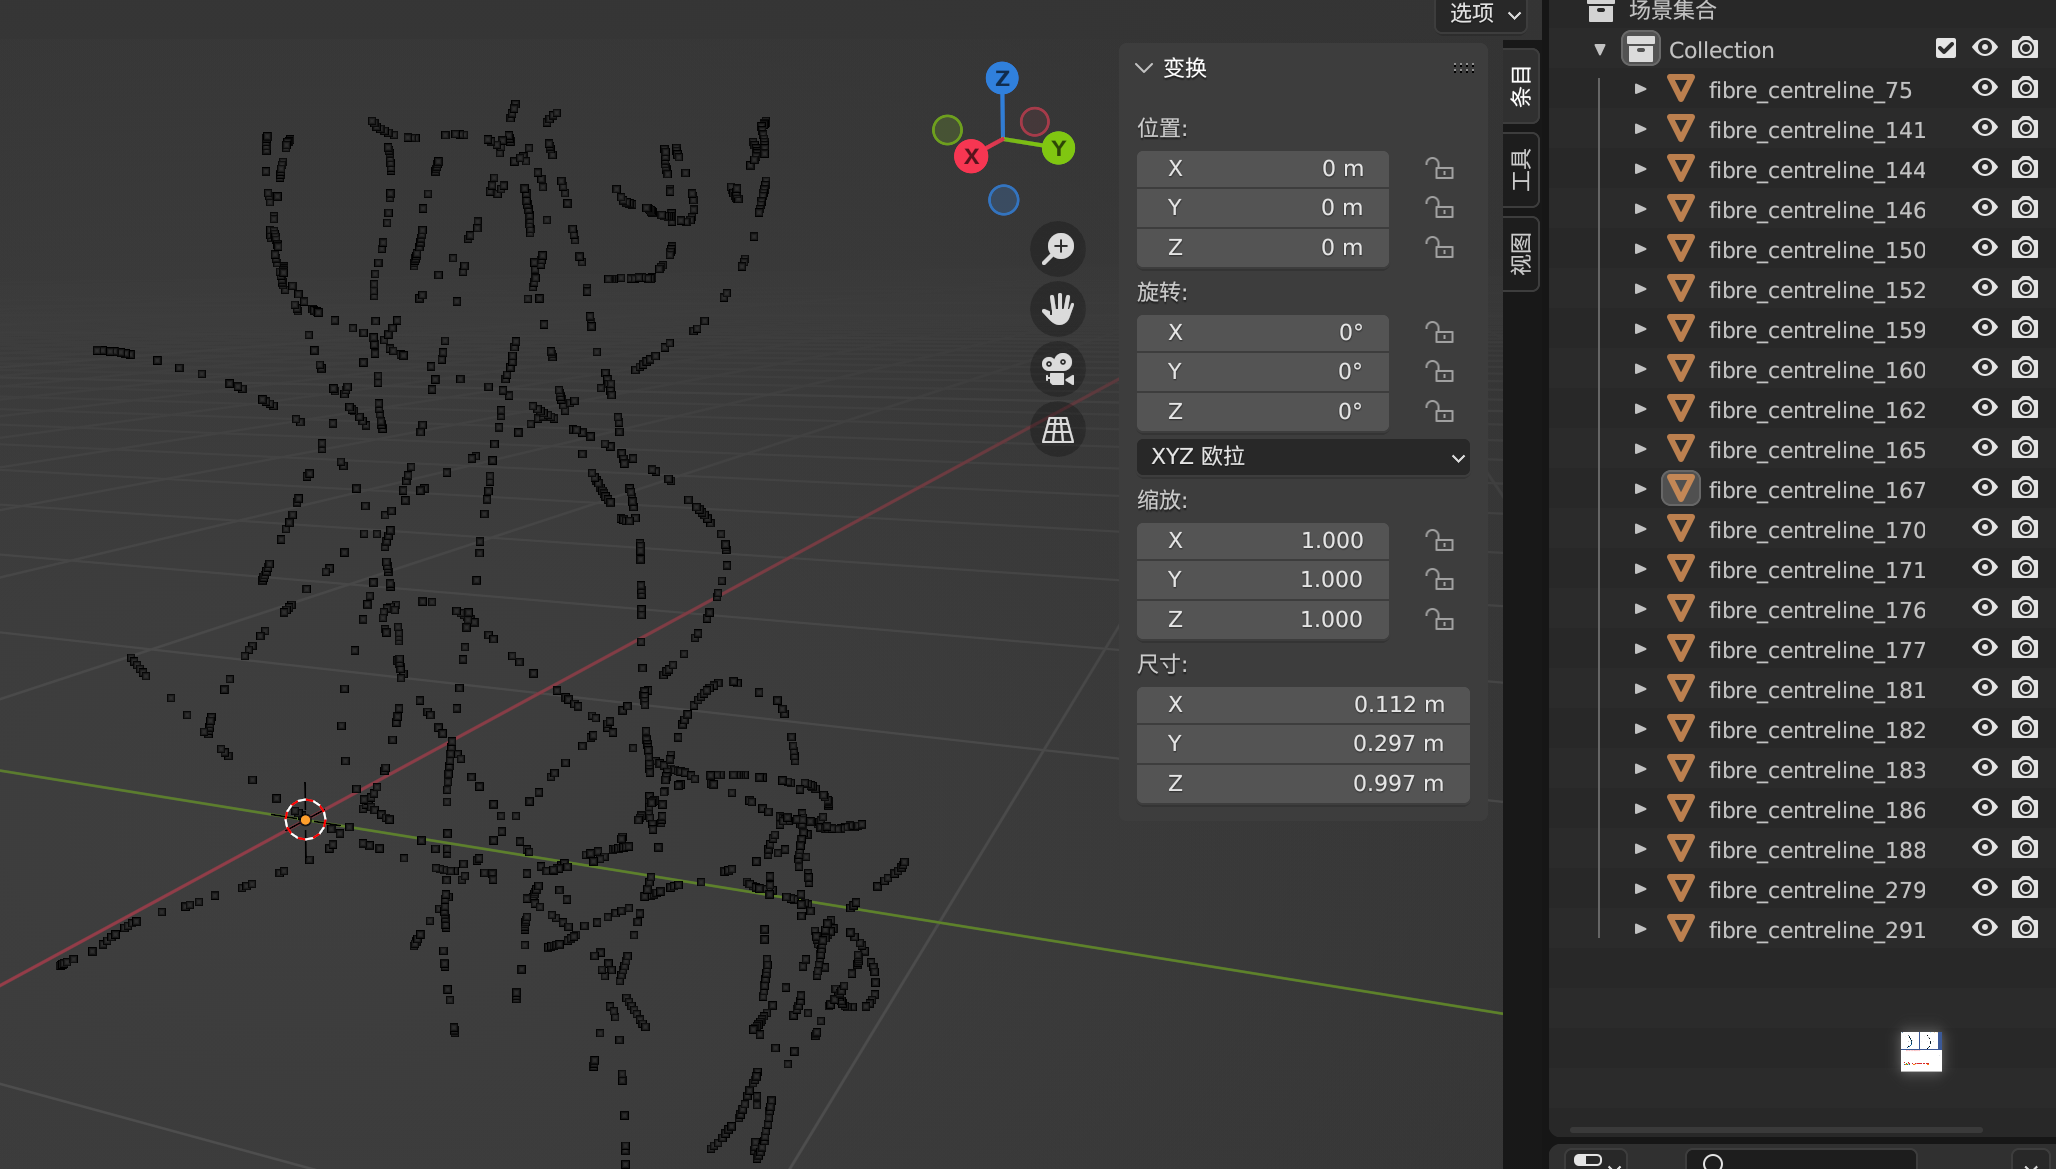 选项
场景集合
Collection
变换
位置:
X 0 m
Y 0 m
Z 0 m
旋转:
X 0°
Y 0°
Z 0°
XYZ 欧拉
缩放:
X 1.000
Y 1.000
Z 1.000
尺寸:
X 0.112 m
Y 0.297 m
Z 0.997 m
条目
工具
视图
Z
X
Y
fibre_centreline_75
fibre_centreline_141
fibre_centreline_144
fibre_centreline_146
fibre_centreline_150
fibre_centreline_152
fibre_centreline_159
fibre_centreline_160
fibre_centreline_162
fibre_centreline_165
fibre_centreline_167
fibre_centreline_170
fibre_centreline_171
fibre_centreline_176
fibre_centreline_177
fibre_centreline_181
fibre_centreline_182
fibre_centreline_183
fibre_centreline_186
fibre_centreline_188
fibre_centreline_279
fibre_centreline_291